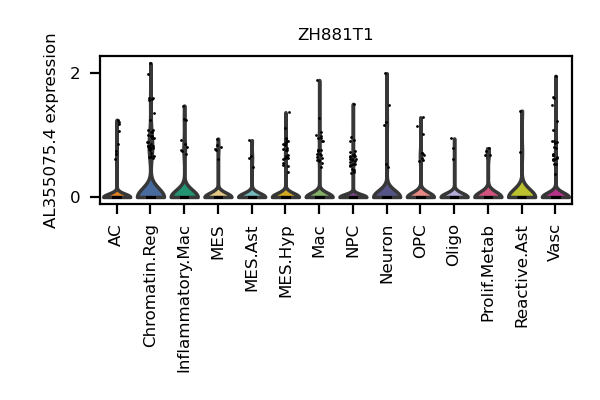 ZH881T1
AL355075.4 expression
2
0
AC
Chromatin.Reg
Inflammatory.Mac
MES
MES.Ast
MES.Hyp
Mac
NPC
Neuron
OPC
Oligo
Prolif.Metab
Reactive.Ast
Vasc